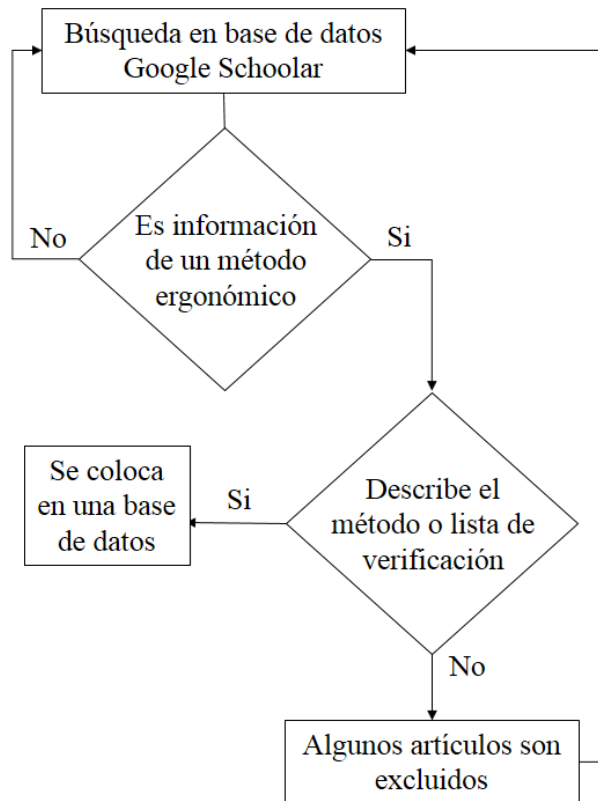 Búsqueda en base de datos
Google Schoolar
No
Es información
de un método
ergonómico
Si
Se coloca
en una base
de datos
Si
Describe el
método o lista de
verificación
No
Algunos artículos son
excluidos